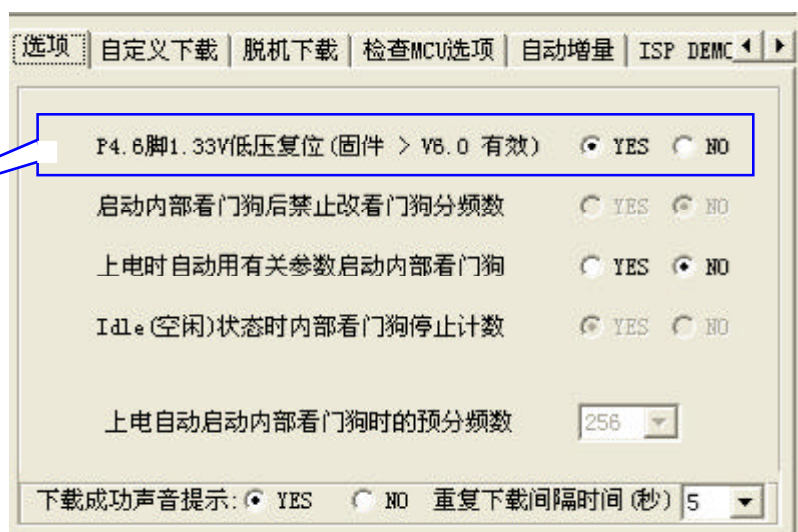 选项 自定义下载 脱机下载 检查MCU选项 自动增量 ISP DEMO
P4.6脚1.33V低压复位(固件 > V6.0 有效) YES NO
启动内部看门狗后禁止改看门狗分频数 YES NO
上电时自动用有关参数启动内部看门狗 YES NO
Idle(空闲)状态时内部看门狗停止计数 YES NO
上电自动启动内部看门狗时的预分频数 256
下载成功声音提示: YES NO 重复下载间隔时间(秒) 5